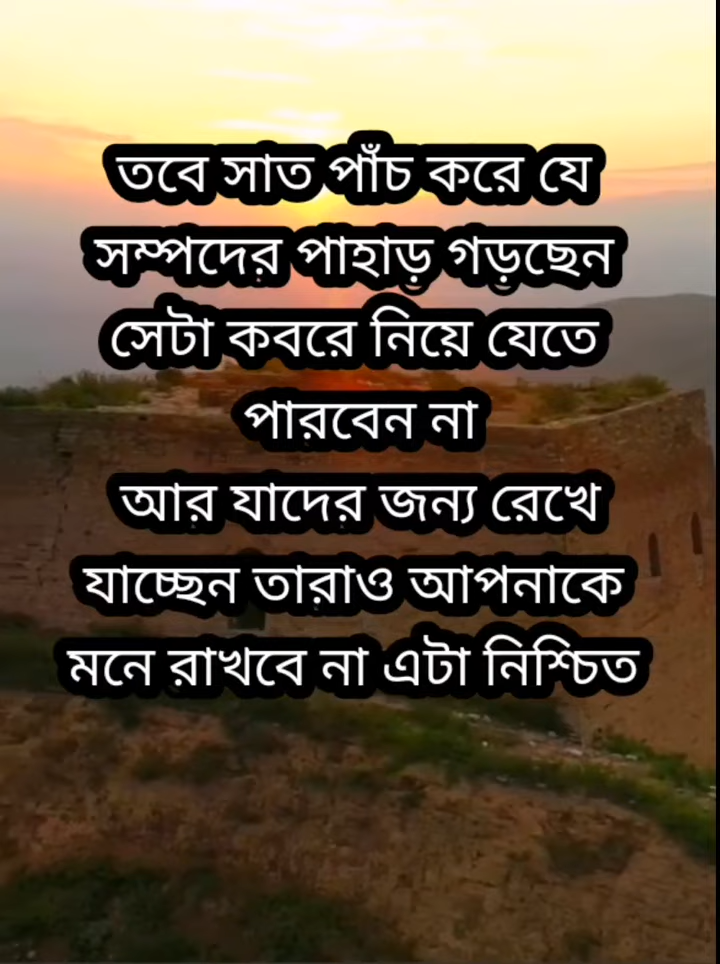 তবে সাত পাঁচ করে যে
সম্পদের পাহাড় গড়ছেন
সেটা কবরে নিয়ে যেতে
পারবেন না
আর যাদের জন্য রেখে
যাচ্ছেন তারাও আপনাকে
মনে রাখবে না এটা নিশ্চিত